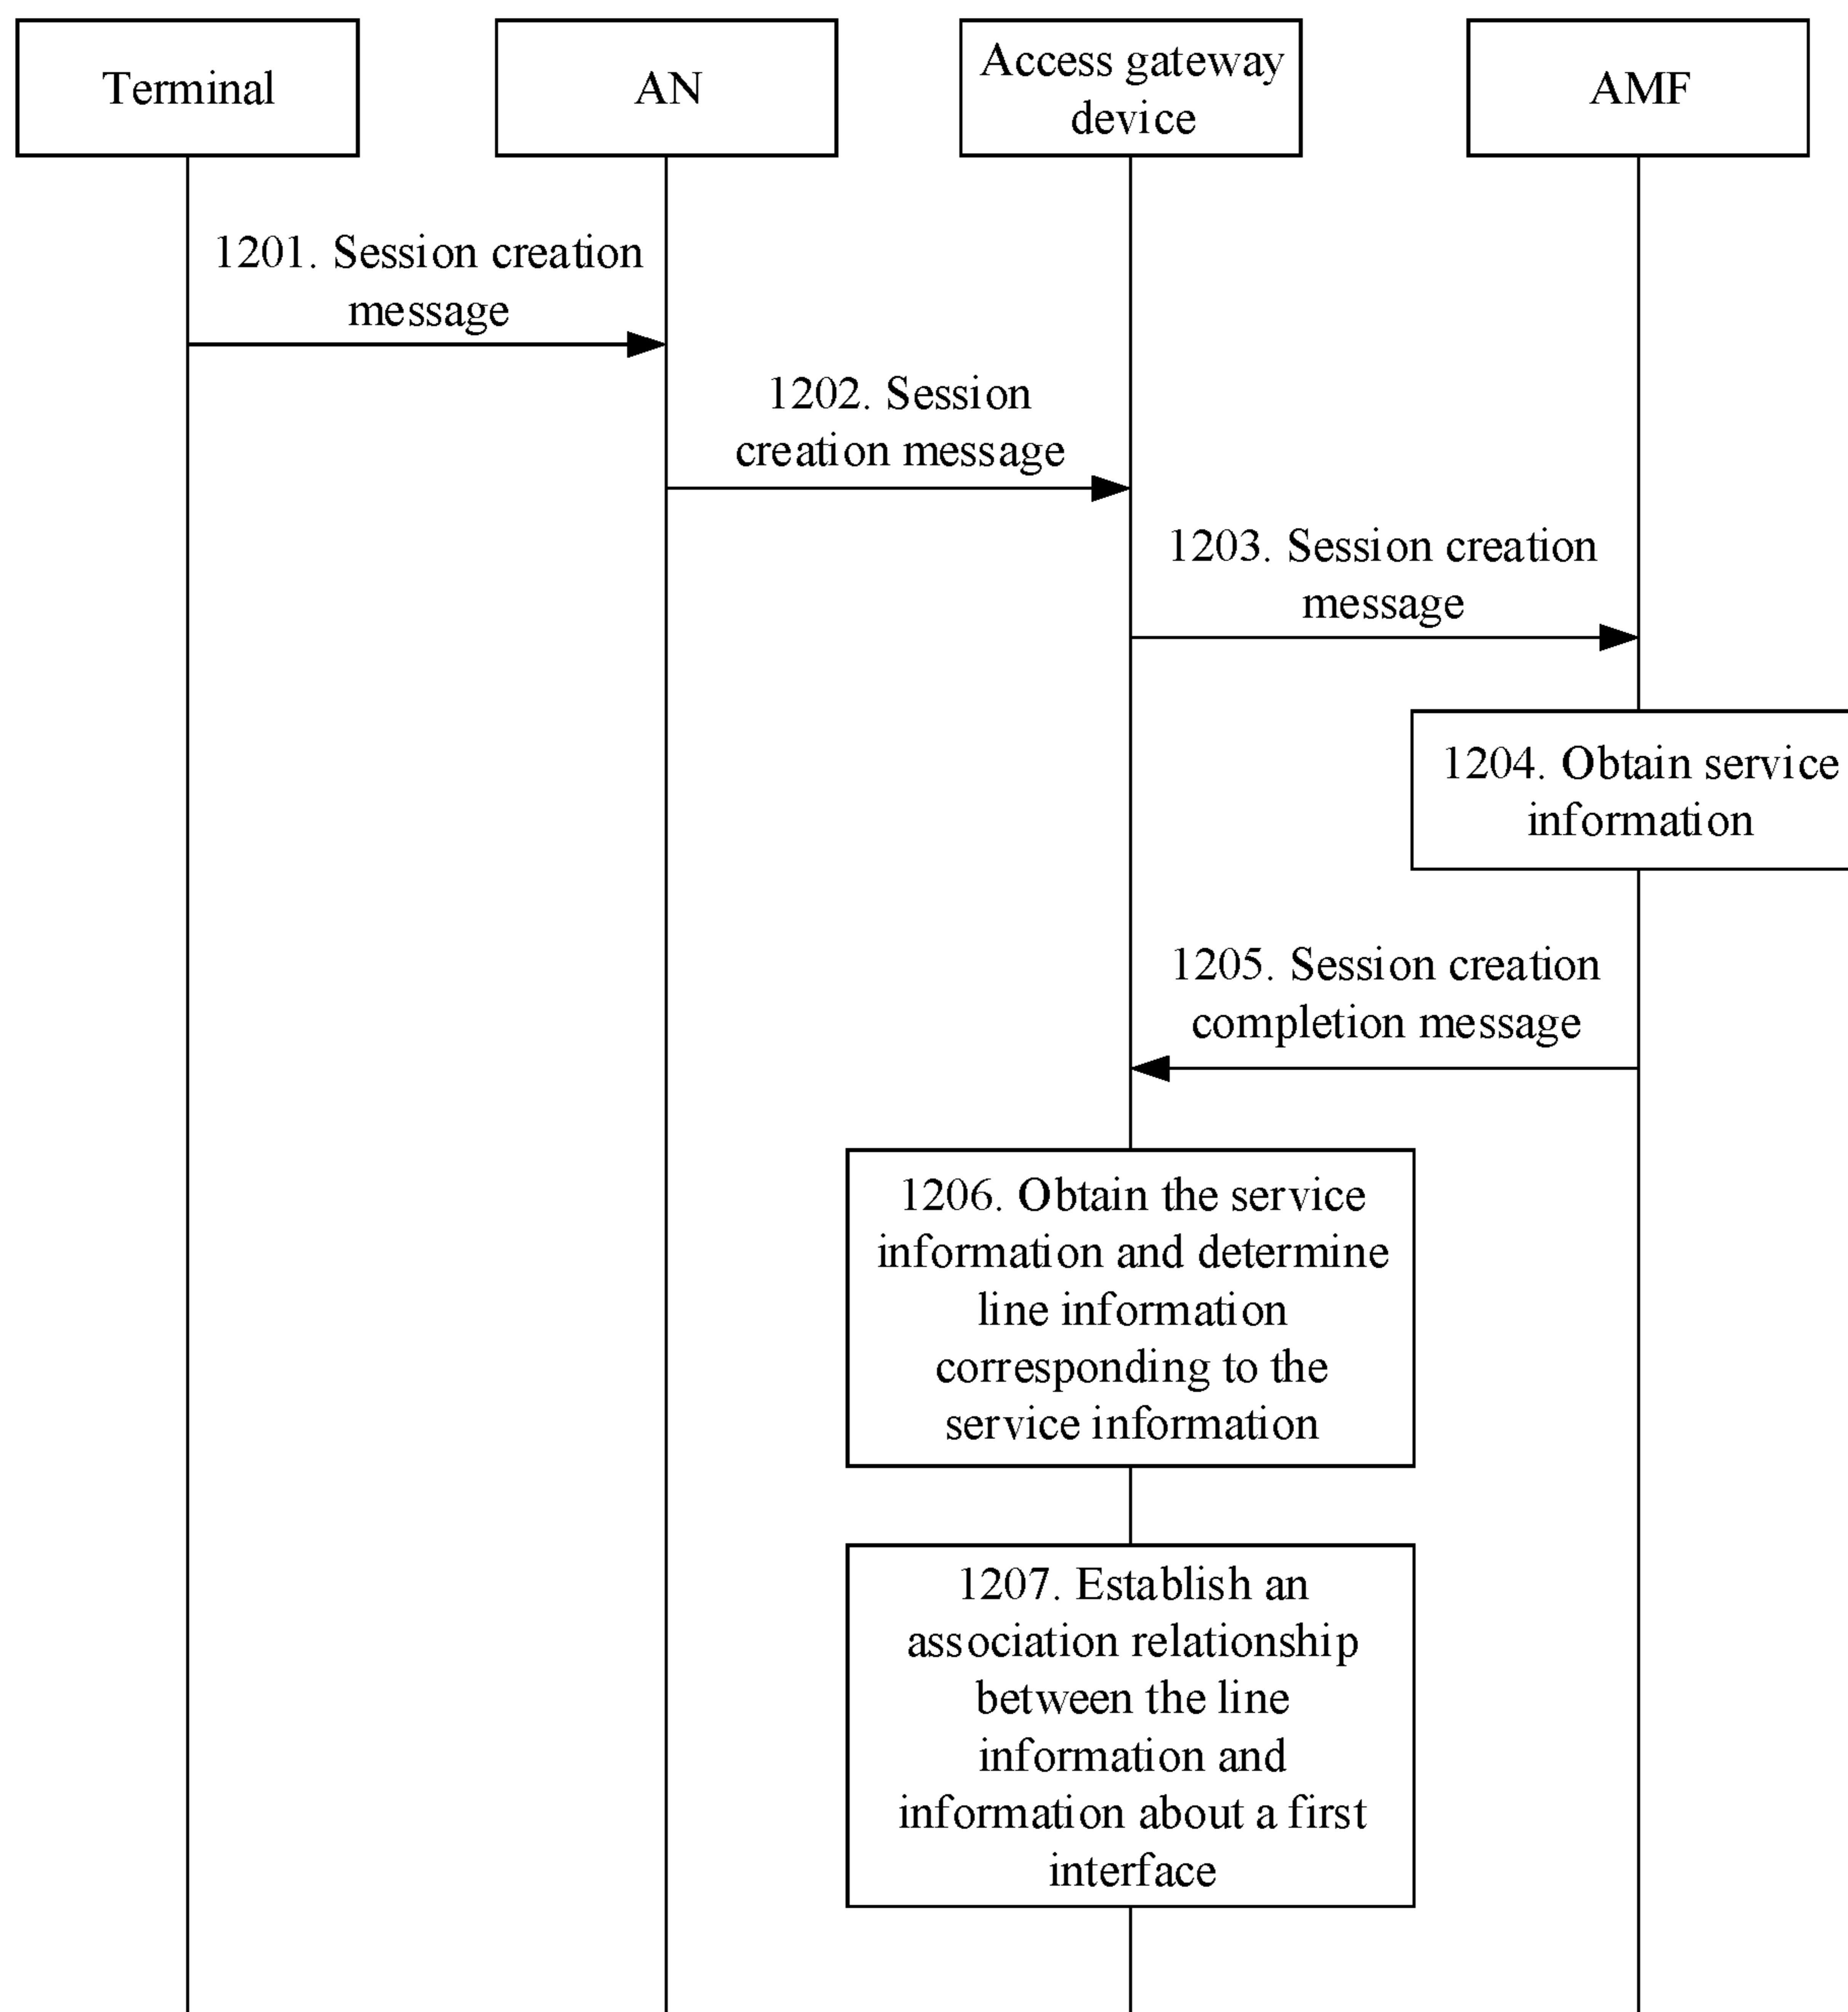 Terminal
AN
Access gateway
device
AMF
1201. Session creation
message
1202. Session
creation message
1203. Session creation
message
1204. Obtain service
information
1205. Session creation
completion message
1206. Obtain the service
information and determine
line information
corresponding to the
service information
1207. Establish an
association relationship
between the line
information and
information about a first
interface